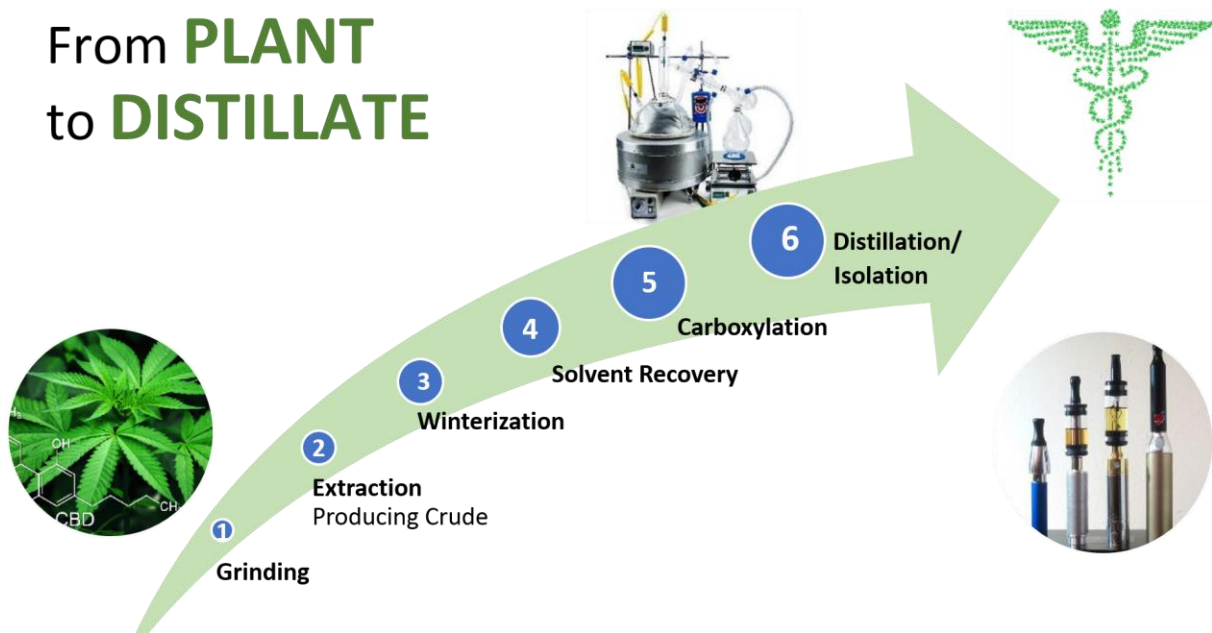 From PLANT
to DISTILLATE
6
Distillation/
Isolation
5
Carboxylation
4
Solvent Recovery
3
Winterization
2
Extraction
Producing Crude
1
Grinding
OH
CH₃
CBD